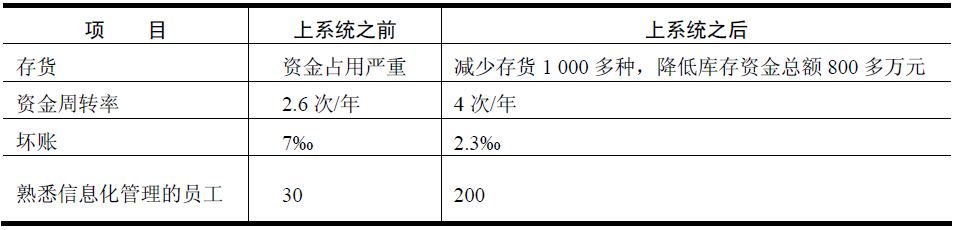 项 目 上系统之前 上系统之后
存货 资金占用严重 减少存货 1 000 多种，降低库存资金总额 800 多万元
资金周转率 2.6 次/年 4 次/年
坏账 7‰ 2.3‰
熟悉信息化管理的员工 30 200